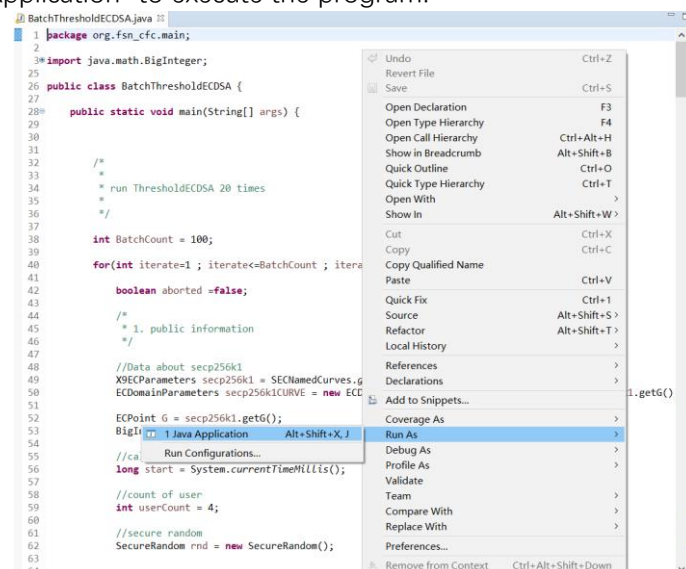 application" to execute the program.
BatchThresholdECDSA.java
1 package org.fsn_cfc.main;
2
3 import java.math.BigInteger;
25
26 public class BatchThresholdECDSA {
27
28 public static void main(String[] args) {
29
30
31
32 /*
33 *
34 * run ThresholdECDSA 20 times
35 *
36 */
37
38 int BatchCount = 100;
39
40 for(int iterate=1 ; iterate<=BatchCount ; itera
41
42 boolean aborted =false;
43
44 /*
45 * 1. public information
46 */
47
48 //Data about secp256k1
49 X9ECParameters secp256k1 = SECNamedCurves.g
50 ECDomainParameters secp256k1CURVE = new ECD 1.getG()
51
52 ECPoint G = secp256k1.getG();
53 BigI
54
55 //ca
56 long start = System.currentTimeMillis();
57
58 //count of user
59 int userCount = 4;
60
61 //secure random
62 SecureRandom rnd = new SecureRandom();
63
1 Java Application Alt+Shift+X, J
Run Configurations...
Undo Ctrl+Z
Revert File
Save Ctrl+S
Open Declaration F3
Open Type Hierarchy F4
Open Call Hierarchy Ctrl+Alt+H
Show in Breadcrumb Alt+Shift+B
Quick Outline Ctrl+O
Quick Type Hierarchy Ctrl+T
Open With >
Show In Alt+Shift+W >
Cut Ctrl+X
Copy Ctrl+C
Copy Qualified Name
Paste Ctrl+V
Quick Fix Ctrl+1
Source Alt+Shift+S >
Refactor Alt+Shift+T >
Local History >
References >
Declarations >
Add to Snippets...
Coverage As >
Run As >
Debug As >
Profile As >
Validate
Team >
Compare With >
Replace With >
Preferences...
Remove from Context Ctrl+Alt+Shift+Down